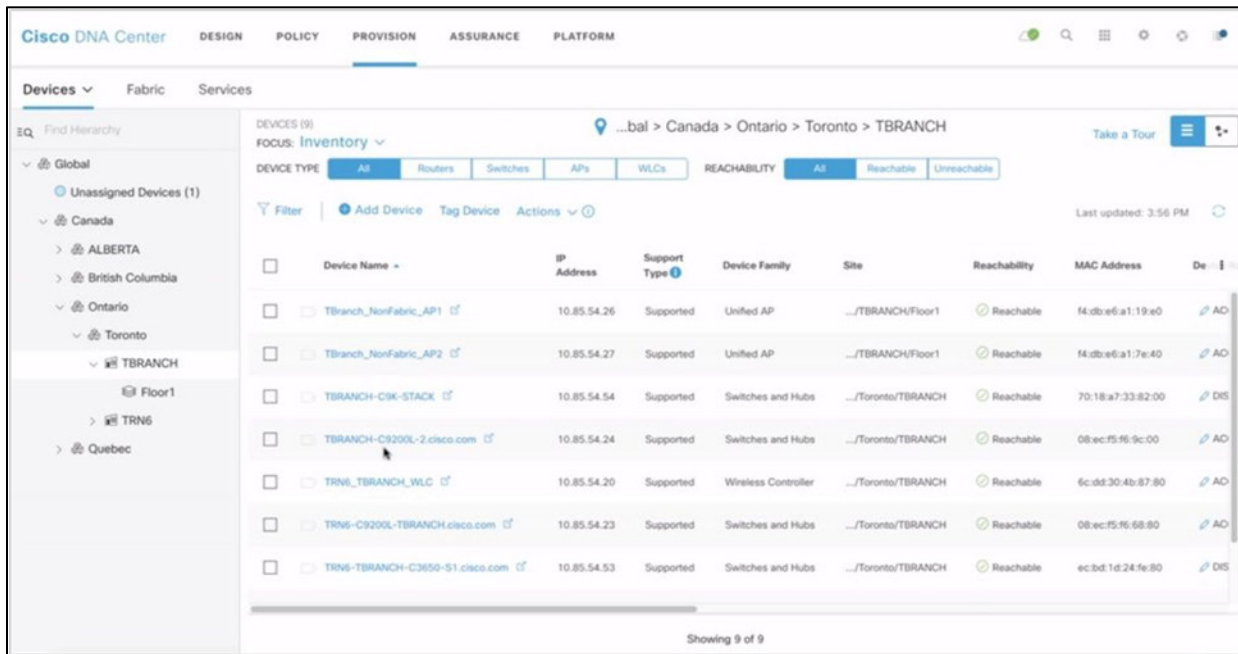 Cisco DNA Center DESIGN POLICY PROVISION ASSURANCE PLATFORM
Devices Fabric Services
Find Hierarchy
Global
Unassigned Devices (1)
Canada
ALBERTA
British Columbia
Ontario
Toronto
TBRANCH
Floor1
TRN6
Quebec
DEVICES (9)
FOCUS: Inventory
...bal > Canada > Ontario > Toronto > TBRANCH
Take a Tour
DEVICE TYPE All Routers Switches APs WLCs REACHABILITY All Reachable Unreachable
Filter Add Device Tag Device Actions Last updated: 3:56 PM
Device Name IP Address Support Type Device Family Site Reachability MAC Address De
TBranch_NonFabric_AP1 10.85.54.26 Supported Unified AP .../TBRANCH/Floor1 Reachable f4:db:e6:a1:19:e0 AC
TBranch_NonFabric_AP2 10.85.54.27 Supported Unified AP .../TBRANCH/Floor1 Reachable f4:db:e6:a1:7e:40 AC
TBRANCH-C9K-STACK 10.85.54.54 Supported Switches and Hubs .../Toronto/TBRANCH Reachable 70:18:a7:33:82:00 DIS
TBRANCH-C9200L-2.cisco.com 10.85.54.24 Supported Switches and Hubs .../Toronto/TBRANCH Reachable 08:ec:f5:f6:9c:00 AC
TRN6_TBRANCH_WLC 10.85.54.20 Supported Wireless Controller .../Toronto/TBRANCH Reachable 6c:dd:30:4b:87:80 AC
TRN6-C9200L-TBRANCH.cisco.com 10.85.54.23 Supported Switches and Hubs .../Toronto/TBRANCH Reachable 08:ec:f5:f6:68:80 AC
TRN6-TBRANCH-C3650-S1.cisco.com 10.85.54.53 Supported Switches and Hubs .../Toronto/TBRANCH Reachable ec:bd:1d:24:fe:80 DIS
Showing 9 of 9